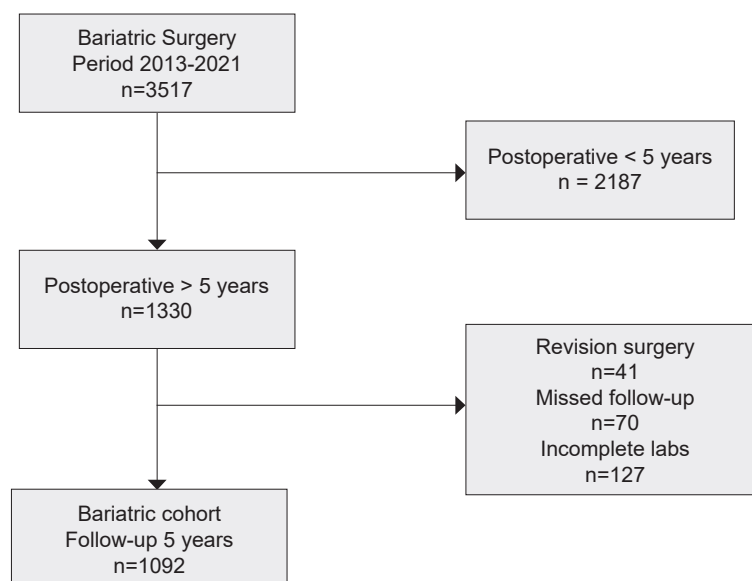 Bariatric Surgery
Period 2013-2021
n=3517
Postoperative < 5 years
n = 2187
Postoperative > 5 years
n=1330
Revision surgery
n=41
Missed follow-up
n=70
Incomplete labs
n=127
Bariatric cohort
Follow-up 5 years
n=1092